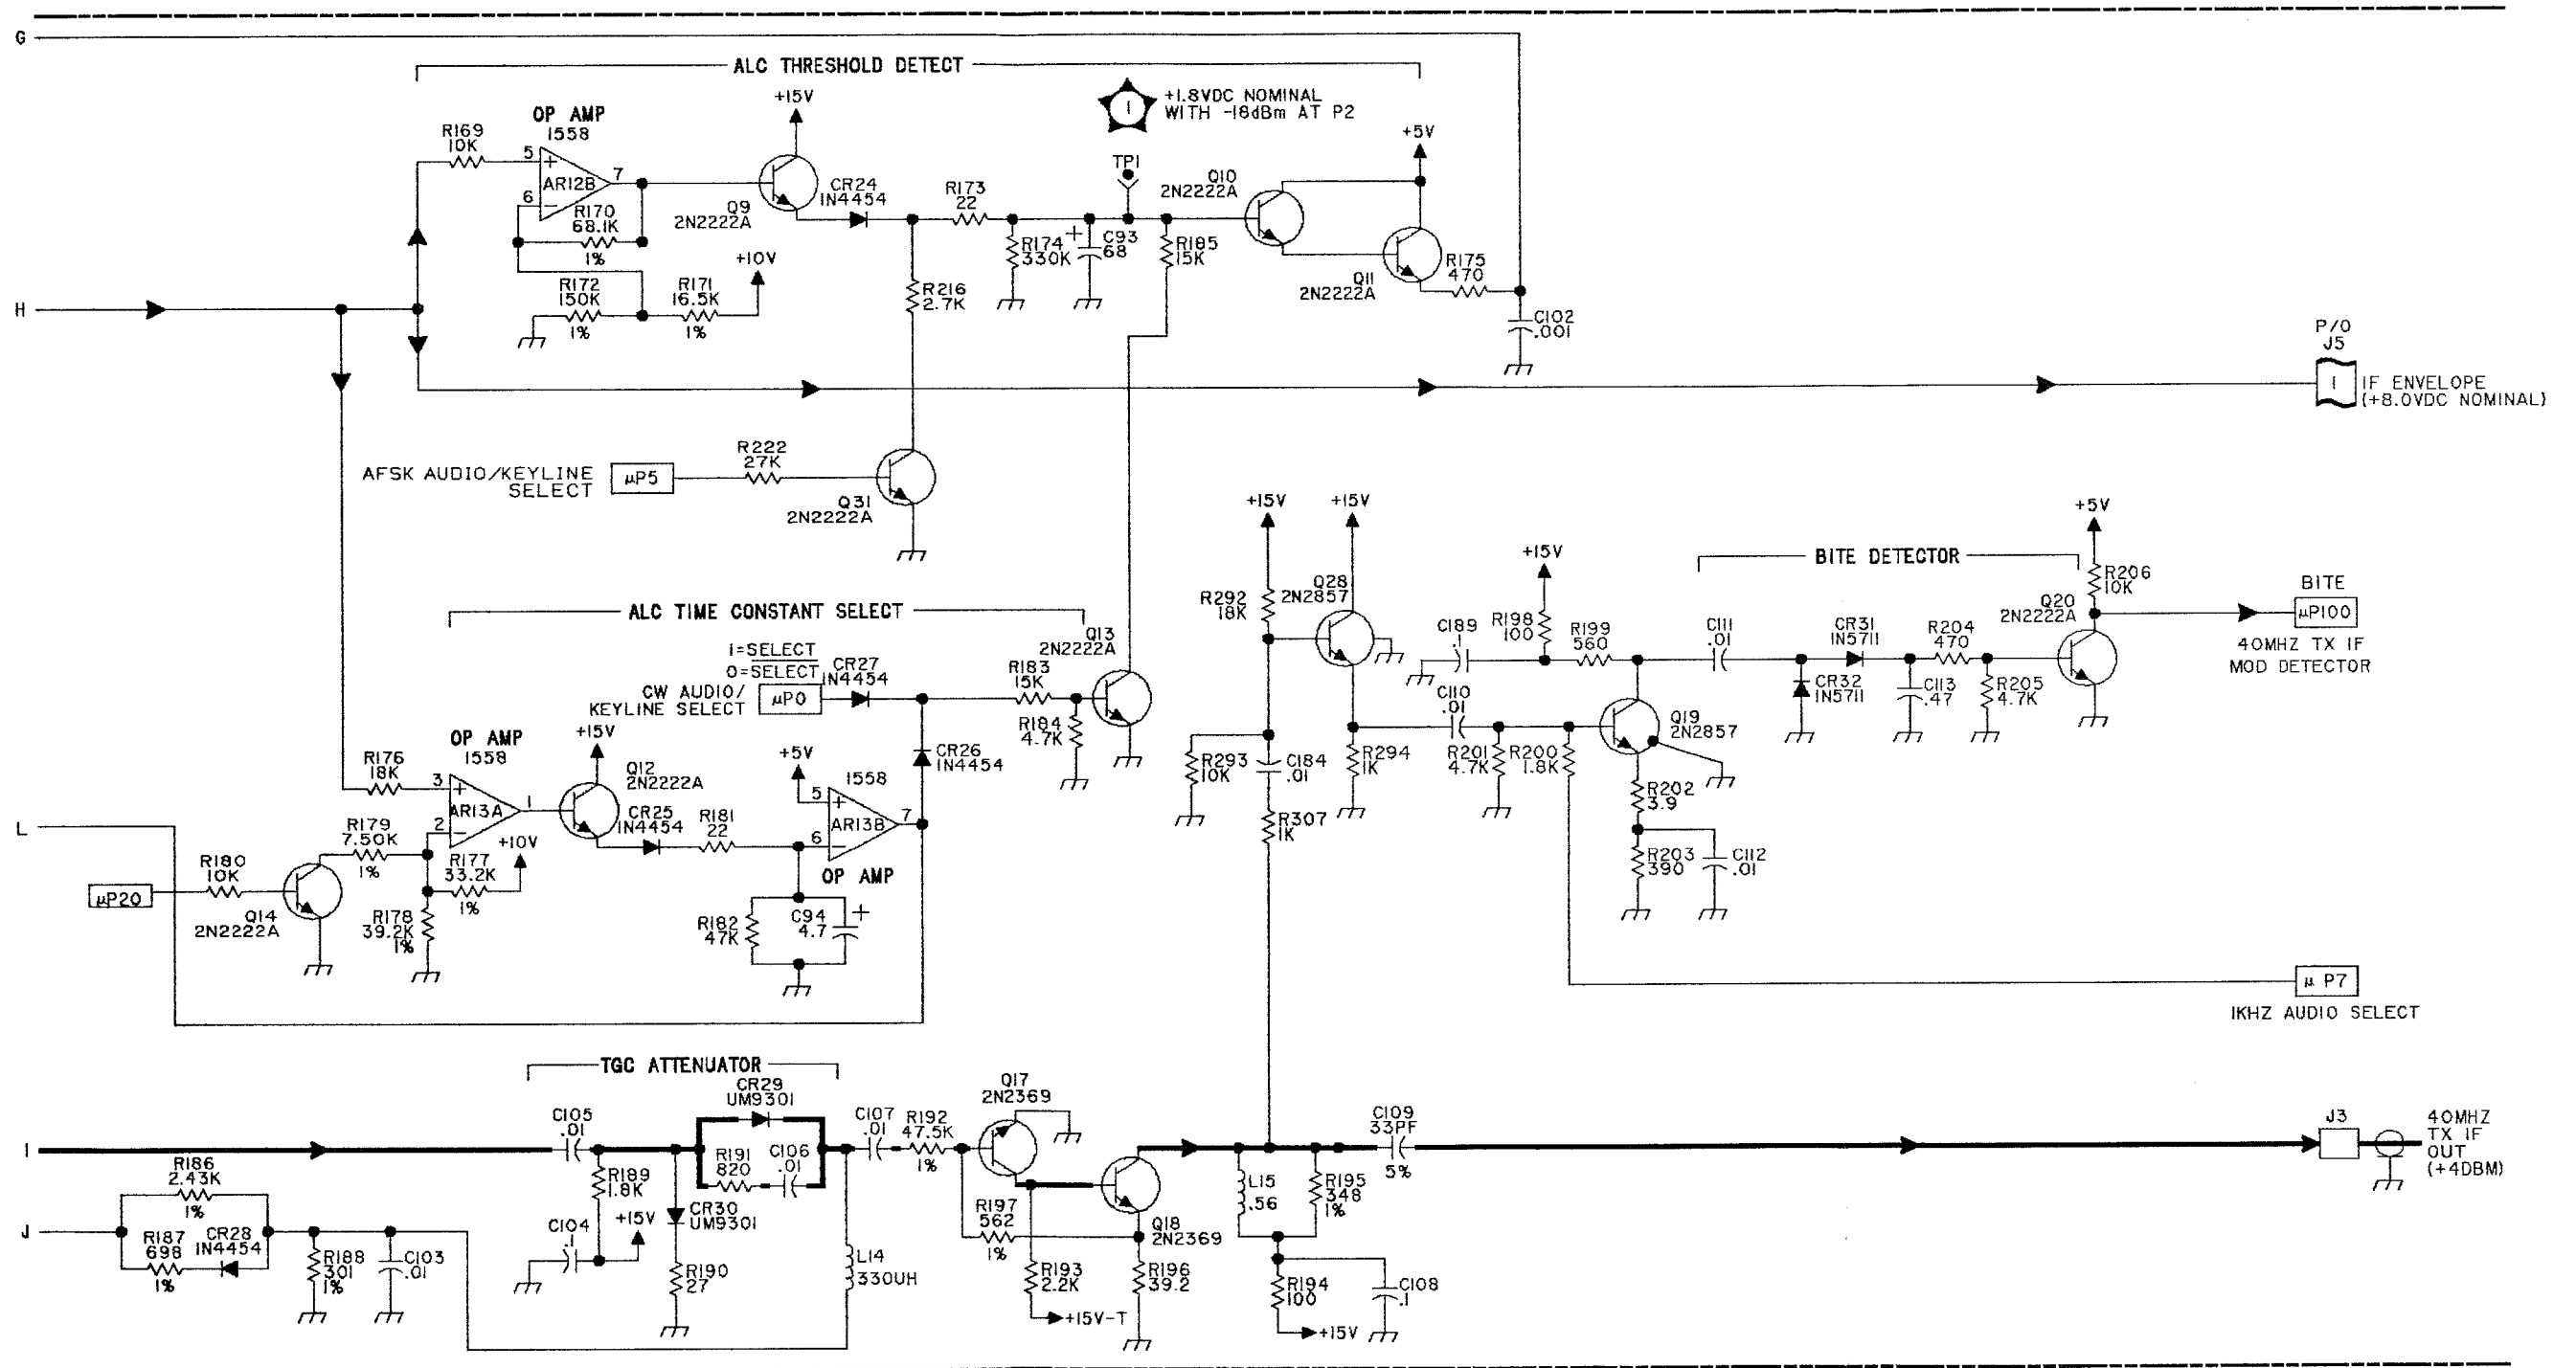 G
ALC THRESHOLD DETECT
+15V
1
+1.8VDC NOMINAL
WITH -18dBm AT P2
OP AMP
1558
R169
10K
5
+
AR12B
7
6
-
R170
68.1K
1%
Q9
2N2222A
CR24
1N4454
R173
22
TP1
Q10
2N2222A
+5V
R174
330K
+
C93
68
R185
15K
Q11
2N2222A
R175
470
+10V
R172
150K
1%
R171
16.5K
1%
R216
2.7K
H
C102
.001
P/O
J5
1
IF ENVELOPE
(+8.0VDC NOMINAL)
AFSK AUDIO/KEYLINE
SELECT
µP5
R222
27K
Q31
2N2222A
+15V
+15V
+5V
+15V
BITE DETECTOR
R292
18K
Q28
2N2857
R206
10K
BITE
µP100
40MHZ TX IF
MOD DETECTOR
ALC TIME CONSTANT SELECT
1=SELECT
0=SELECT
CW AUDIO/
KEYLINE SELECT
µP0
CR27
1N4454
R183
15K
Q13
2N2222A
R184
4.7K
C189
.1
R198
100
R199
560
C111
.01
CR31
1N5711
R204
470
Q20
2N2222A
CR32
1N5711
C113
.47
R205
4.7K
C110
.01
Q19
2N2857
R201
4.7K
R200
1.8K
R294
1K
R293
10K
C184
.01
R307
1K
R202
3.9
R203
390
C112
.01
OP AMP
1558
R176
18K
3
+
AR13A
1
2
-
+15V
Q12
2N2222A
CR25
1N4454
R181
22
+5V
1558
5
+
AR13B
7
6
-
OP AMP
CR26
1N4454
L
R179
7.50K
1%
+10V
R177
33.2K
1%
R180
10K
µP20
Q14
2N2222A
R178
39.2K
1%
R182
47K
C94
4.7
+
µ P7
1KHZ AUDIO SELECT
TGC ATTENUATOR
CR29
UM9301
Q17
2N2369
I
C105
.01
R191
820
C106
.01
C107
.01
R192
47.5K
1%
C109
33PF
5%
J3
40MHZ
TX IF
OUT
(+4DBM)
R186
2.43K
1%
R189
1.8K
CR30
UM9301
L15
.56
R195
348
1%
J
R187
698
1%
CR28
1N4454
R188
301
1%
C103
.01
C104
.1
+15V
R190
27
L14
330UH
R197
562
1%
Q18
2N2369
R193
2.2K
+15V-T
R196
39.2
R194
100
+15V
C108
.1